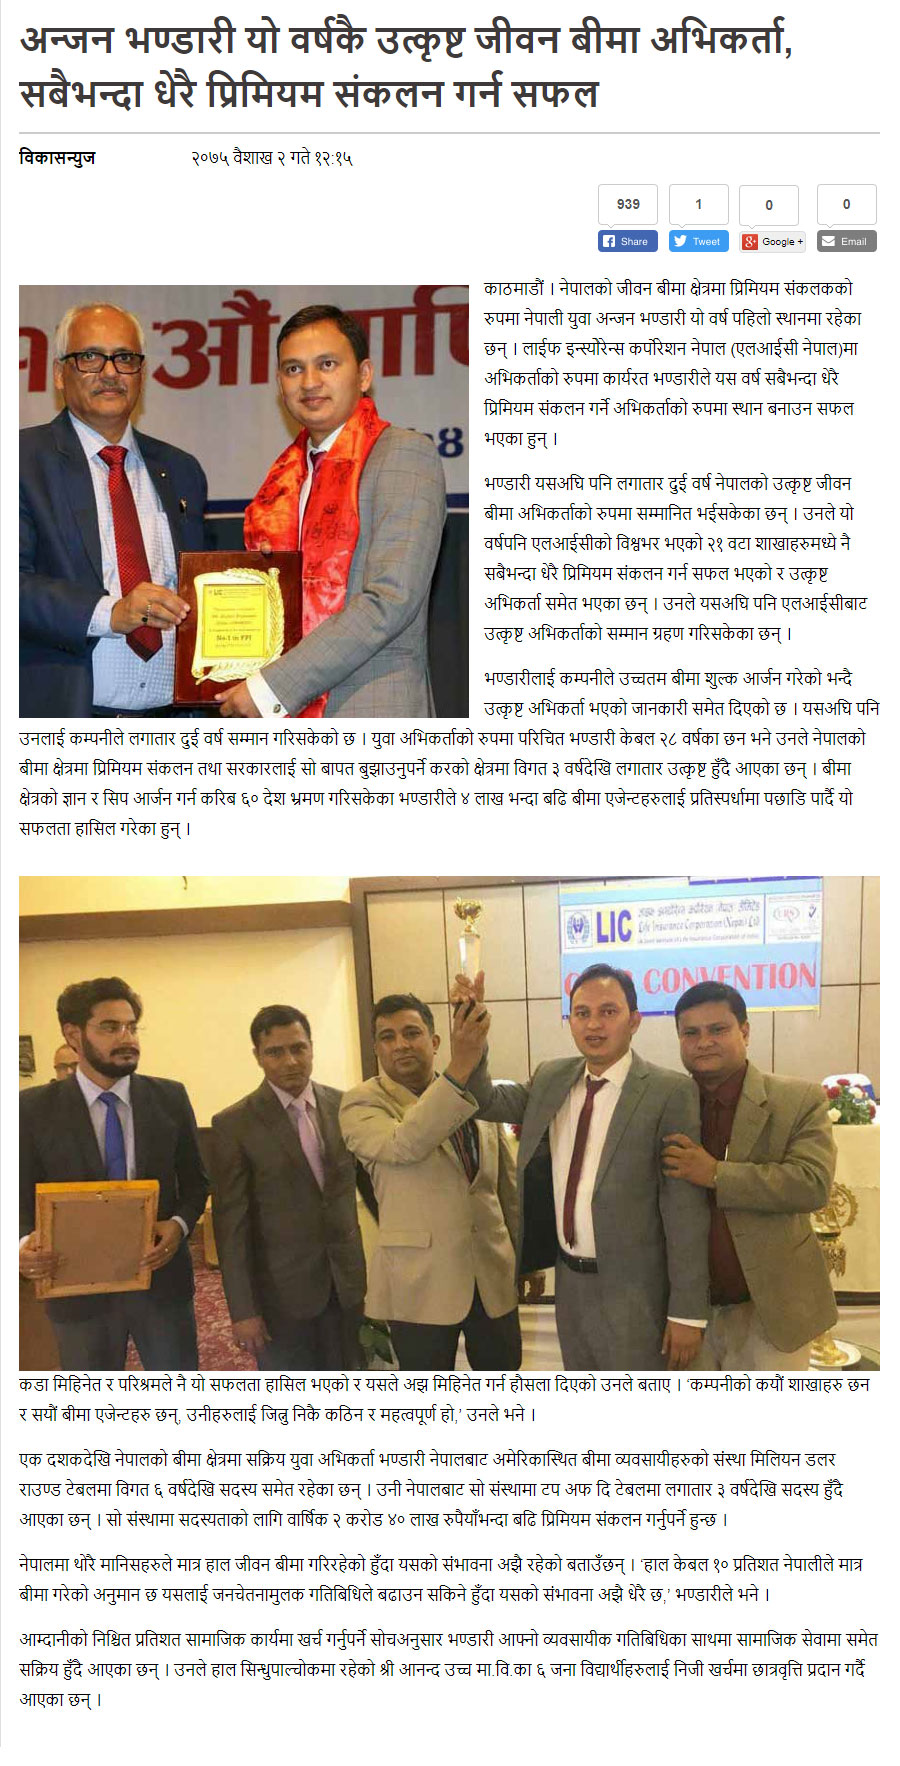 अन्जन भण्डारी यो वर्षकै उत्कृष्ट जीवन बीमा अभिकर्ता,
सबैभन्दा धेरै प्रिमियम संकलन गर्न सफल
विकासन्युज २०७५ वैशाख २ गते १२:१५
939 1 0 0
Share Tweet Google + Email
काठमाडौं । नेपालको जीवन बीमा क्षेत्रमा प्रिमियम संकलकको
रुपमा नेपाली युवा अन्जन भण्डारी यो वर्ष पहिलो स्थानमा रहेका
छन् । लाईफ इन्स्योरेन्स कर्पोरेशन नेपाल (एलआईसी नेपाल)मा
अभिकर्ताको रुपमा कार्यरत भण्डारीले यस वर्ष सबैभन्दा धेरै
प्रिमियम संकलन गर्ने अभिकर्ताको रुपमा स्थान बनाउन सफल
भएका हुन् ।
भण्डारी यसअघि पनि लगातार दुई वर्ष नेपालको उत्कृष्ट जीवन
बीमा अभिकर्ताको रुपमा सम्मानित भईसकेका छन् । उनले यो
वर्षपनि एलआईसीको विश्वभर भएको २१ वटा शाखाहरुमध्ये नै
सबैभन्दा धेरै प्रिमियम संकलन गर्न सफल भएको र उत्कृष्ट
अभिकर्ता समेत भएका छन् । उनले यसअघि पनि एलआईसीबाट
उत्कृष्ट अभिकर्ताको सम्मान ग्रहण गरिसकेका छन् ।
भण्डारीलाई कम्पनीले उच्चतम बीमा शुल्क आर्जन गरेको भन्दै
उत्कृष्ट अभिकर्ता भएको जानकारी समेत दिएको छ । यसअघि पनि
उनलाई कम्पनीले लगातार दुई वर्ष सम्मान गरिसकेको छ । युवा अभिकर्ताको रुपमा परिचित भण्डारी केबल २८ वर्षका छन भने उनले नेपालको
बीमा क्षेत्रमा प्रिमियम संकलन तथा सरकारलाई सो बापत बुझाउनुपर्ने करको क्षेत्रमा विगत ३ वर्षदेखि लगातार उत्कृष्ट हुँदै आएका छन् । बीमा
क्षेत्रको ज्ञान र सिप आर्जन गर्न करिब ६० देश भ्रमण गरिसकेका भण्डारीले ४ लाख भन्दा बढि बीमा एजेन्टहरुलाई प्रतिस्पर्धामा पछाडि पार्दै यो
सफलता हासिल गरेका हुन् ।
LIC
Life Insurance Corporation (Nepal) Ltd
CONVENTION
कडा मिहिनेत र परिश्रमले नै यो सफलता हासिल भएको र यसले अझ मिहिनेत गर्न हौसला दिएको उनले बताए । ‘कम्पनीको कयौं शाखाहरु छन
र सयौं बीमा एजेन्टहरु छन्, उनीहरुलाई जित्नु निकै कठिन र महत्वपूर्ण हो,’ उनले भने ।
एक दशकदेखि नेपालको बीमा क्षेत्रमा सक्रिय युवा अभिकर्ता भण्डारी नेपालबाट अमेरिकास्थित बीमा व्यवसायीहरुको संस्था मिलियन डलर
राउण्ड टेबलमा विगत ६ वर्षदेखि सदस्य समेत रहेका छन् । उनी नेपालबाट सो संस्थामा टप अफ दि टेबलमा लगातार ३ वर्षदेखि सदस्य हुँदै
आएका छन् । सो संस्थामा सदस्यताको लागि वार्षिक २ करोड ४० लाख रुपैयाँभन्दा बढि प्रिमियम संकलन गर्नुपर्ने हुन्छ ।
नेपालमा थोरै मानिसहरुले मात्र हाल जीवन बीमा गरिरहेको हुँदा यसको संभावना अझै रहेको बताउँछन् । ‘हाल केबल १० प्रतिशत नेपालीले मात्र
बीमा गरेको अनुमान छ यसलाई जनचेतनामुलक गतिबिधिले बढाउन सकिने हुँदा यसको संभावना अझै धेरै छ,’ भण्डारीले भने ।
आम्दानीको निश्चित प्रतिशत सामाजिक कार्यमा खर्च गर्नुपर्ने सोचअनुसार भण्डारी आफ्नो व्यवसायीक गतिबिधिका साथमा सामाजिक सेवामा समेत
सक्रिय हुँदै आएका छन् । उनले हाल सिन्धुपाल्चोकमा रहेको श्री आनन्द उच्च मा.वि.का ६ जना विद्यार्थीहरुलाई निजी खर्चमा छात्रवृत्ति प्रदान गर्दै
आएका छन् ।